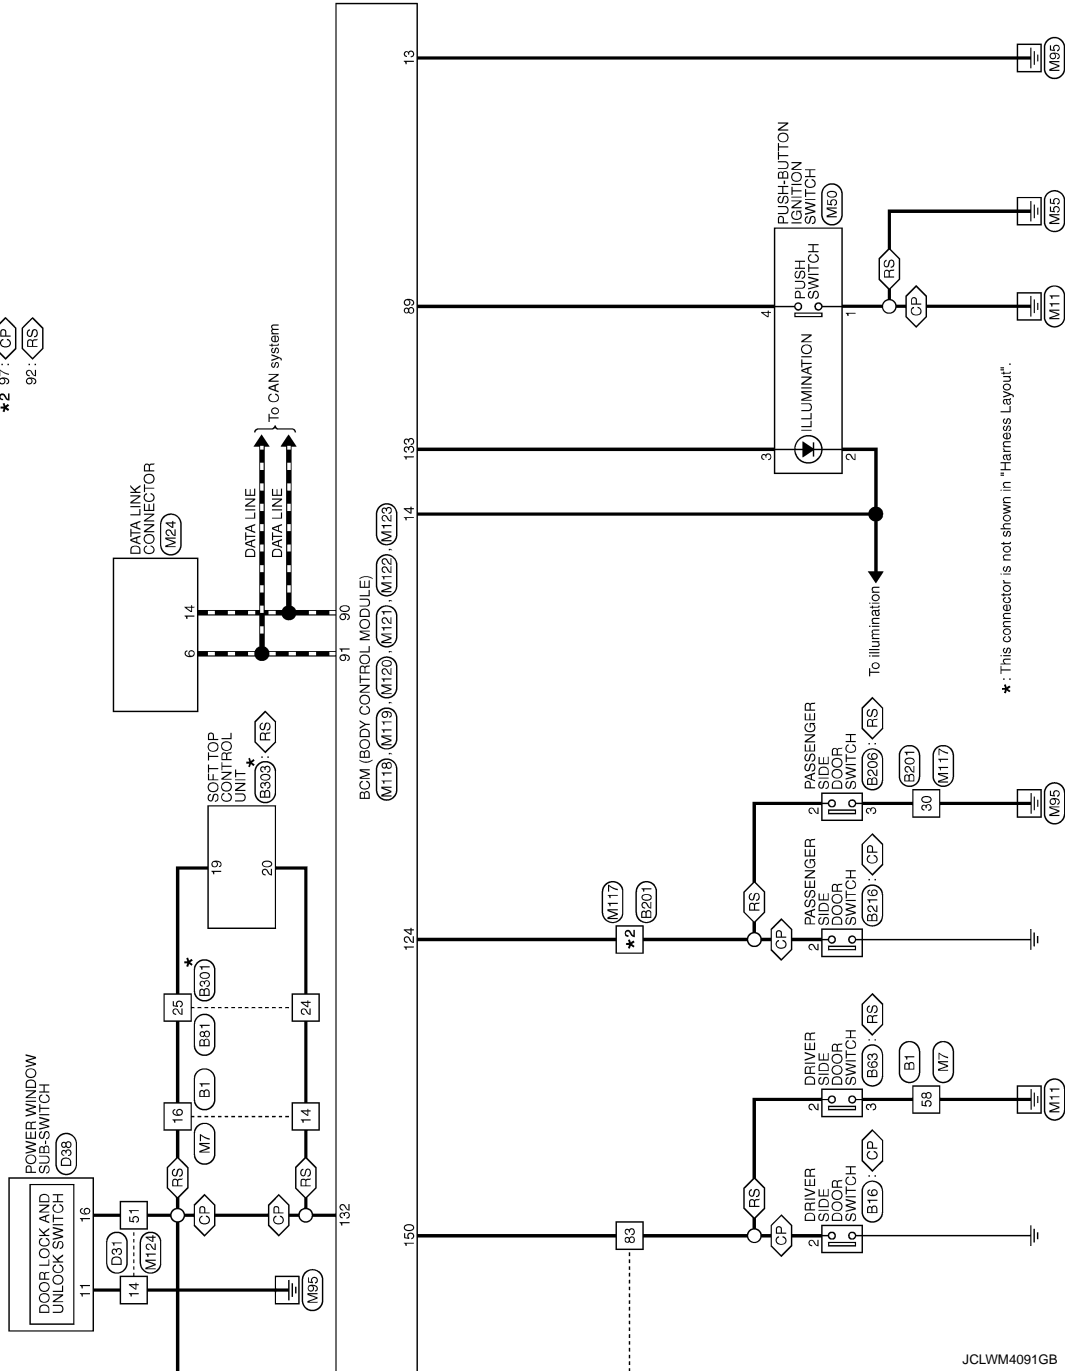 *2 97 : CP
92 : RS
13
M95
PUSH-BUTTON
IGNITION
SWITCH
M50
M55
RS
PUSH
SWITCH
89
4
1
CP
M11
To CAN system
ILLUMINATION
133
3
2
DATA LINK
CONNECTOR
M24
DATA LINE
DATA LINE
14
14
90
6
91
To illumination
* : This connector is not shown in "Harness Layout".
BCM (BODY CONTROL MODULE)
M118 , M119 , M120 , M121 , M122 , M123
SOFT TOP
CONTROL
UNIT *
B303 : RS
19
20
PASSENGER
SIDE
DOOR
SWITCH
B206 : RS
2
3
B201
30
M117
M95
RS
PASSENGER
SIDE
DOOR
SWITCH
B216 : CP
124
M117
*2
B201
CP
2
*
25
B301
B81
24
16
B1
M7
14
RS
RS
CP
CP
132
DRIVER
SIDE
DOOR
SWITCH
B63 : RS
2
3
B1
58
M7
M11
RS
DRIVER
SIDE
DOOR
SWITCH
B16 : CP
150
83
CP
2
POWER WINDOW
SUB-SWITCH
D38
DOOR LOCK AND
UNLOCK SWITCH
16
51
D31
M124
11
14
M95
JCLWM4091GB